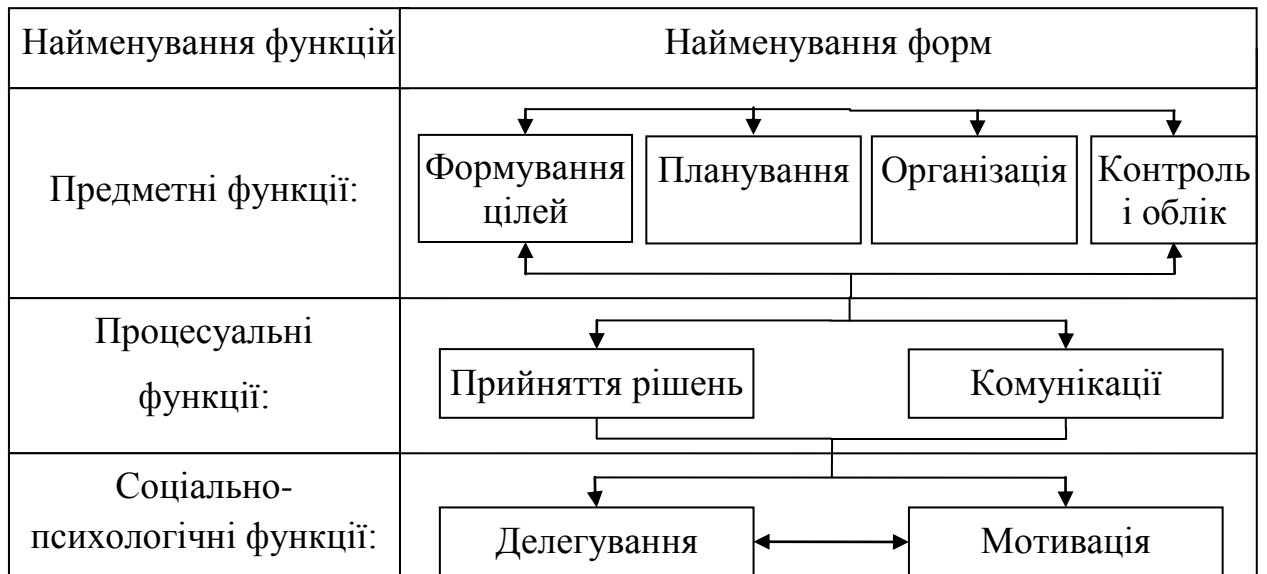 Найменування функцій
Найменування форм
Предметні функції:
Формування
цілей
Планування
Організація
Контроль
і облік
Процесуальні
функції:
Прийняття рішень
Комунікації
Соціально-
психологічні функції:
Делегування
Мотивація